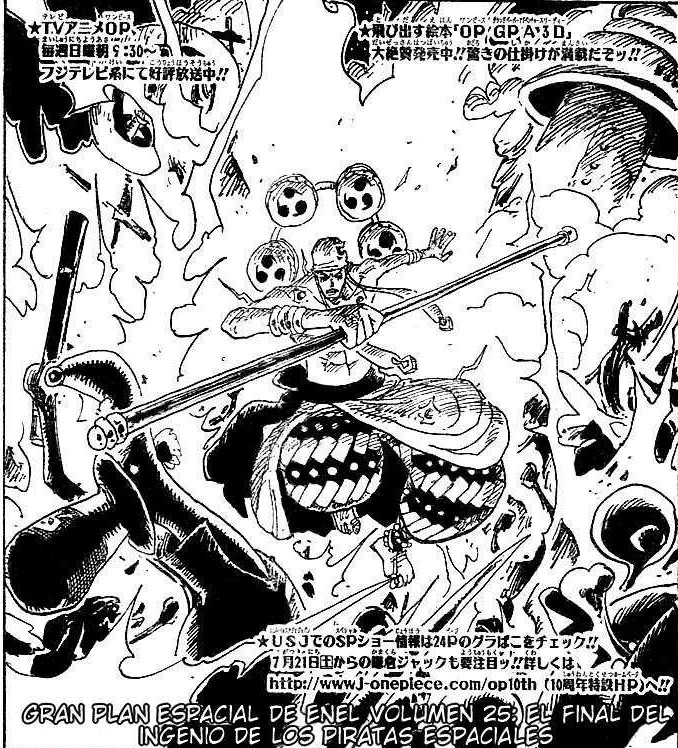 ★TVアニメOP
毎週日曜朝9:30〜
フジテレビ系にて好評放送中!!
★飛び出す絵本「OP GPA・3D」
大絶賛発売中!!驚きの仕掛けが満載だぞッ!!
★USJでのSPショー情報は24Pのグラばこをチェック!!
7月21日(土)からの鎌倉ジャックも要注目ッ!!詳しくは、
http://www.j-onepiece.com/op10th (10周年特設HP)へ!!
GRAN PLAN ESPACIAL DE ENEL VOLUMEN 25: EL FINAL DEL
INGENIO DE LOS PIRATAS ESPACIALES